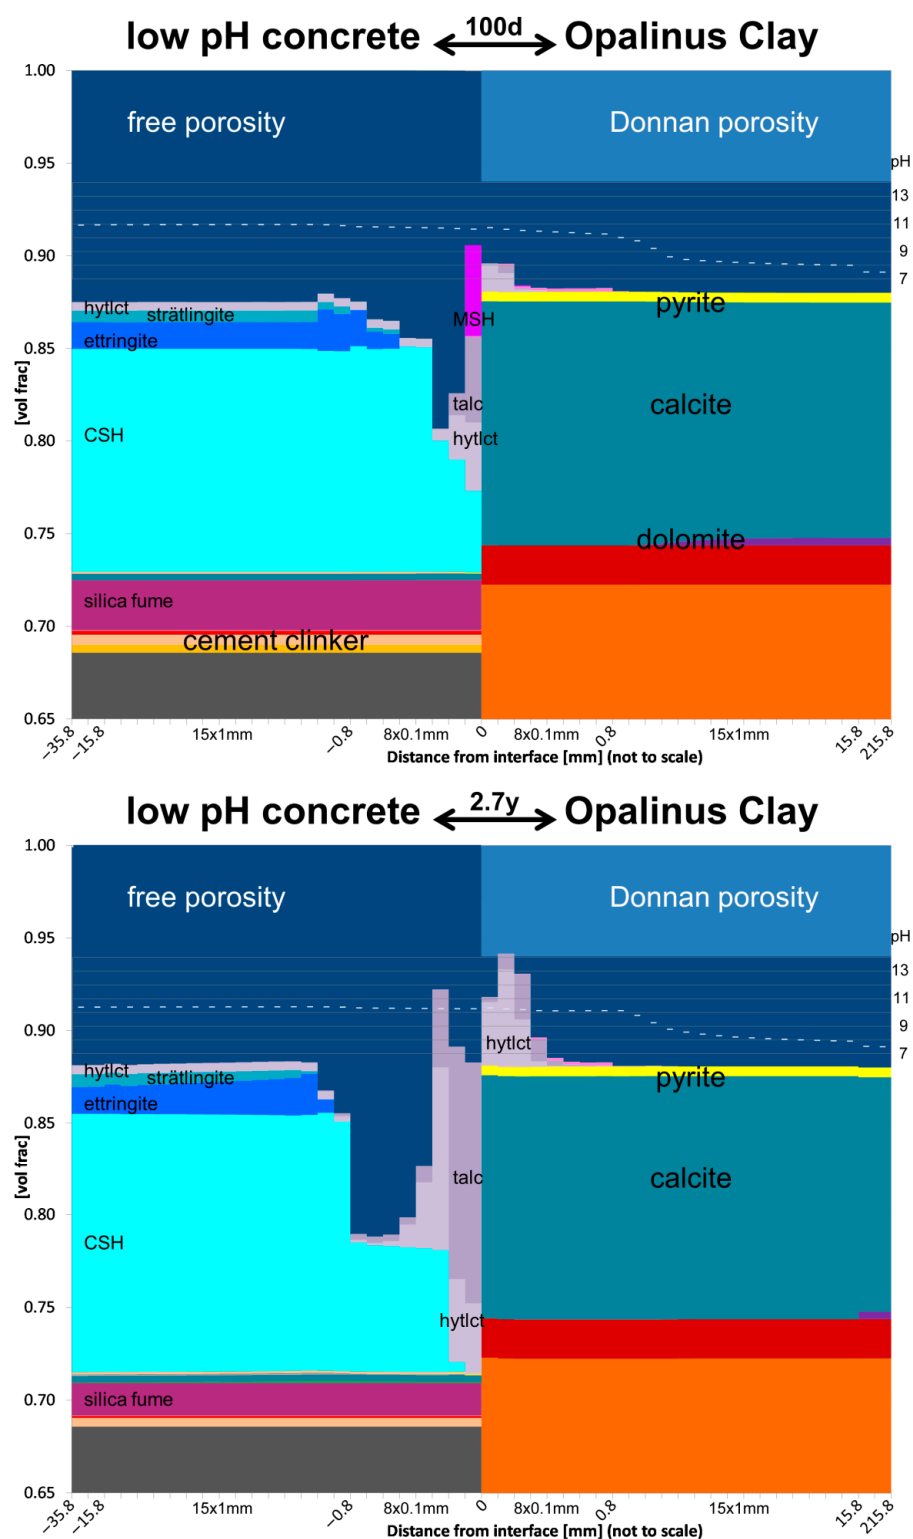 low pH concrete 100d Opalinus Clay
1.00
free porosity Donnan porosity
0.95 pH
13
11
0.90 9
7
hytlct strätlingite pyrite
MSH
ettringite
0.85
[vol frac]
talc calcite
CSH hytlct
0.80
0.75
dolomite
silica fume
0.70
cement clinker
0.65
−35.8 −15.8 15x1mm −0.8 8x0.1mm 0 8x0.1mm 0.8 15x1mm 15.8 215.8
Distance from interface [mm] (not to scale)
low pH concrete 2.7y Opalinus Clay
1.00
free porosity Donnan porosity
0.95 pH
13
11
0.90 9
hytlct 7
hytlct strätlingite pyrite
ettringite
0.85
[vol frac]
talc calcite
CSH
0.80
0.75
hytlct
silica fume
0.70
0.65
−35.8 −15.8 15x1mm −0.8 8x0.1mm 0 8x0.1mm 0.8 15x1mm 15.8 215.8
Distance from interface [mm] (not to scale)